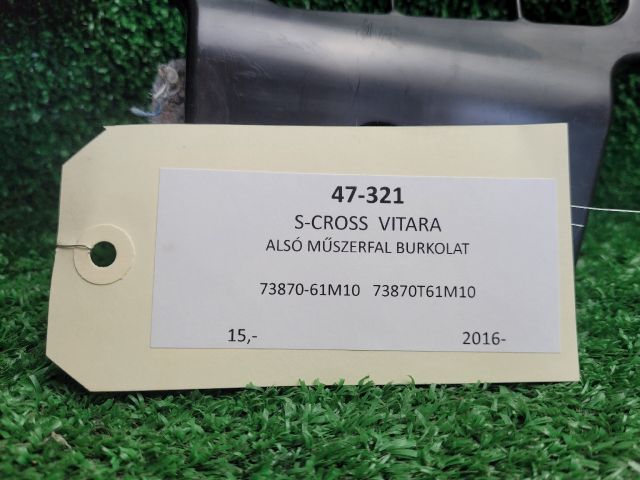 47-321
S-CROSS VITARA
ALSÓ MŰSZERFAL BURKOLAT
73870-61M10 73870T61M10
15,- 2016-